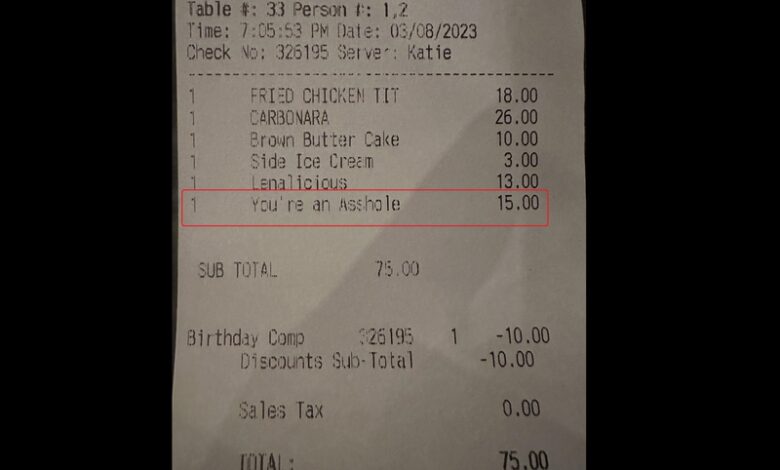 Table #: 33 Person #: 1,2
Time: 7:05:53 PM Date: 03/08/2023
Check No: 326195 Server: Katie
1 FRIED CHICKEN TIT 18.00
1 CARBONARA 26.00
1 Brown Butter Cake 10.00
1 Side Ice Cream 3.00
1 Lenalicious 13.00
1 You're an Asshole 15.00
SUB TOTAL 75.00
Birthday Comp 326195 1 -10.00
Discounts Sub-Total -10.00
Sales Tax 0.00
TOTAL: 75.00